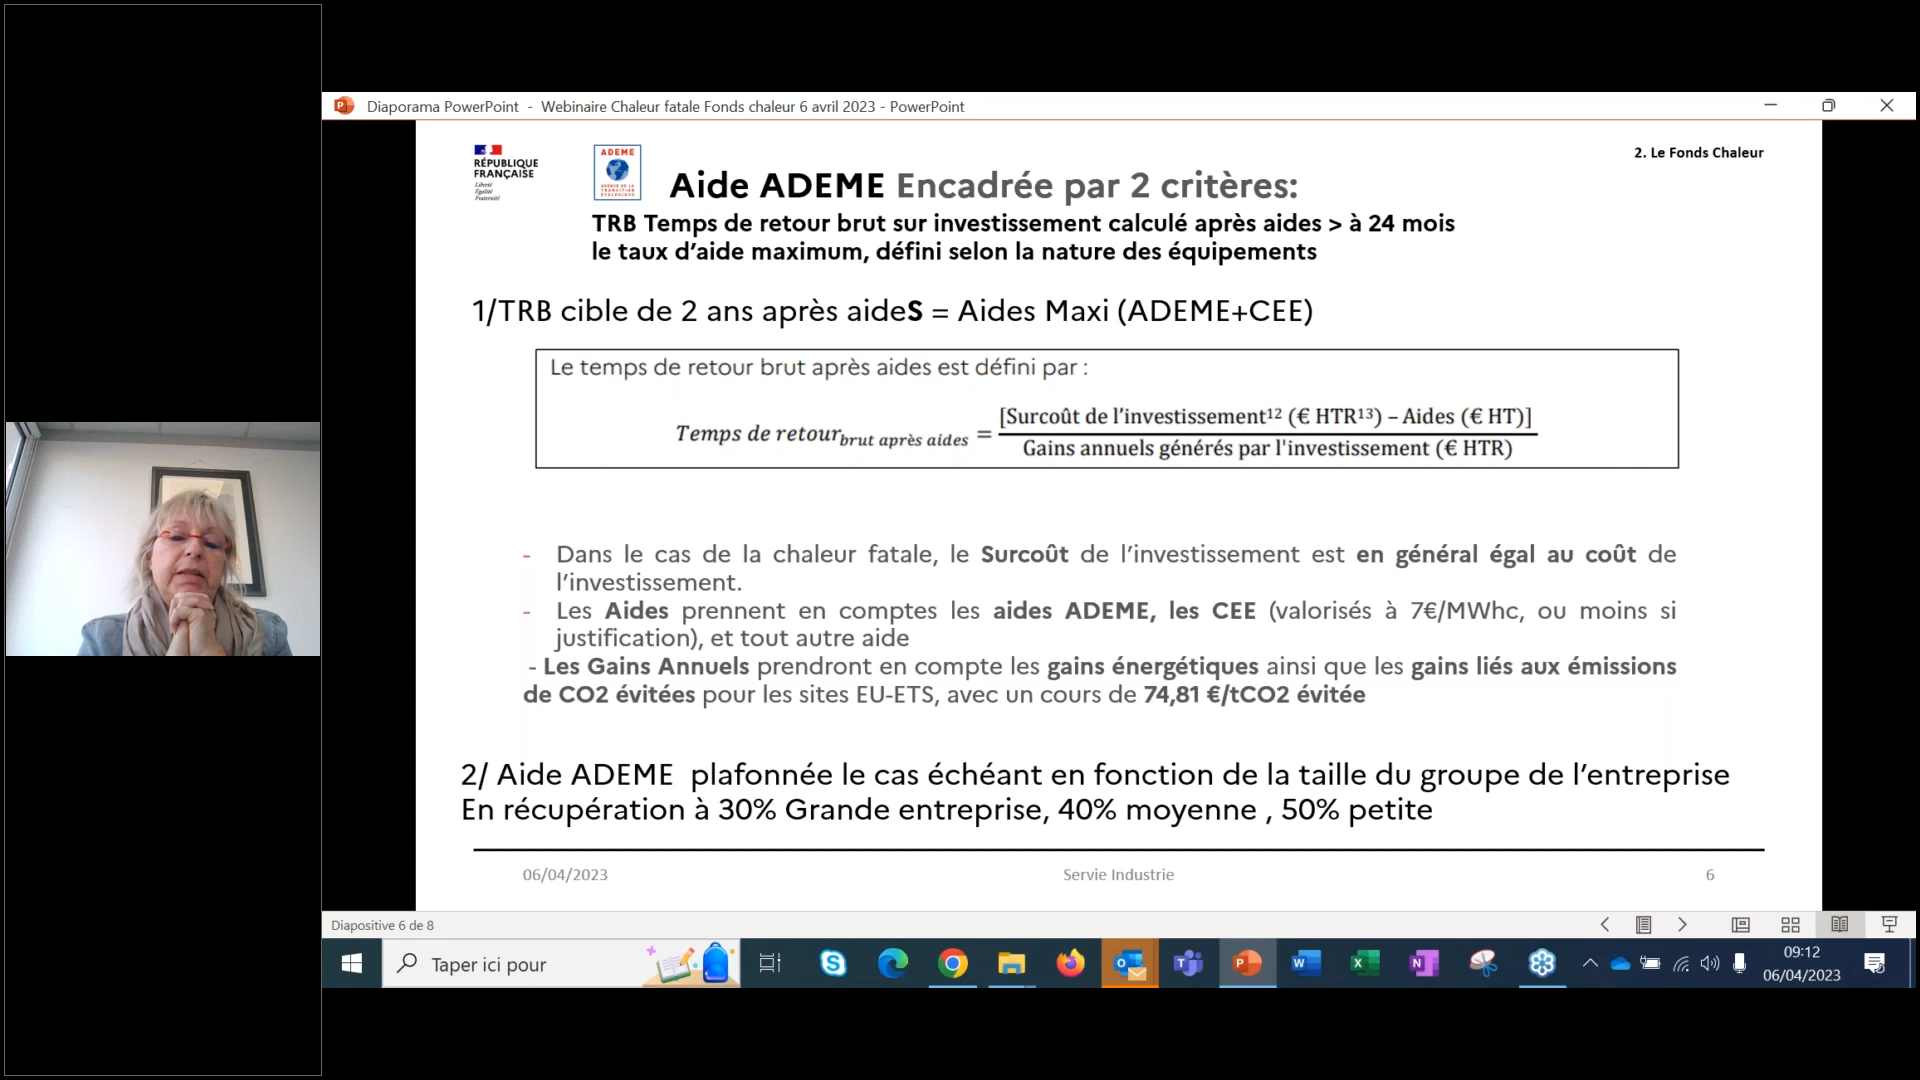 Diaporama PowerPoint - Webinaire Chaleur fatale Fonds chaleur 6 avril 2023 - PowerPoint
RÉPUBLIQUE
FRANÇAISE
Liberté
Égalité
Fraternité
ADEME
AGENCE DE LA
TRANSITION
ÉCOLOGIQUE
2. Le Fonds Chaleur
Aide ADEME Encadrée par 2 critères:
TRB Temps de retour brut sur investissement calculé après aides > à 24 mois
le taux d’aide maximum, défini selon la nature des équipements
1/TRB cible de 2 ans après aideS = Aides Maxi (ADEME+CEE)
Le temps de retour brut après aides est défini par :
Temps de retour brut après aides = [Surcoût de l’investissement¹² (€ HTR¹³) – Aides (€ HT)]
Gains annuels générés par l'investissement (€ HTR)
- Dans le cas de la chaleur fatale, le Surcoût de l’investissement est en général égal au coût de
l’investissement.
- Les Aides prennent en comptes les aides ADEME, les CEE (valorisés à 7€/MWhc, ou moins si
justification), et tout autre aide
- Les Gains Annuels prendront en compte les gains énergétiques ainsi que les gains liés aux émissions
de CO2 évitées pour les sites EU-ETS, avec un cours de 74,81 €/tCO2 évitée
2/ Aide ADEME plafonnée le cas échéant en fonction de la taille du groupe de l’entreprise
En récupération à 30% Grande entreprise, 40% moyenne , 50% petite
06/04/2023
Servie Industrie
6
Diapositive 6 de 8
Taper ici pour
09:12
06/04/2023